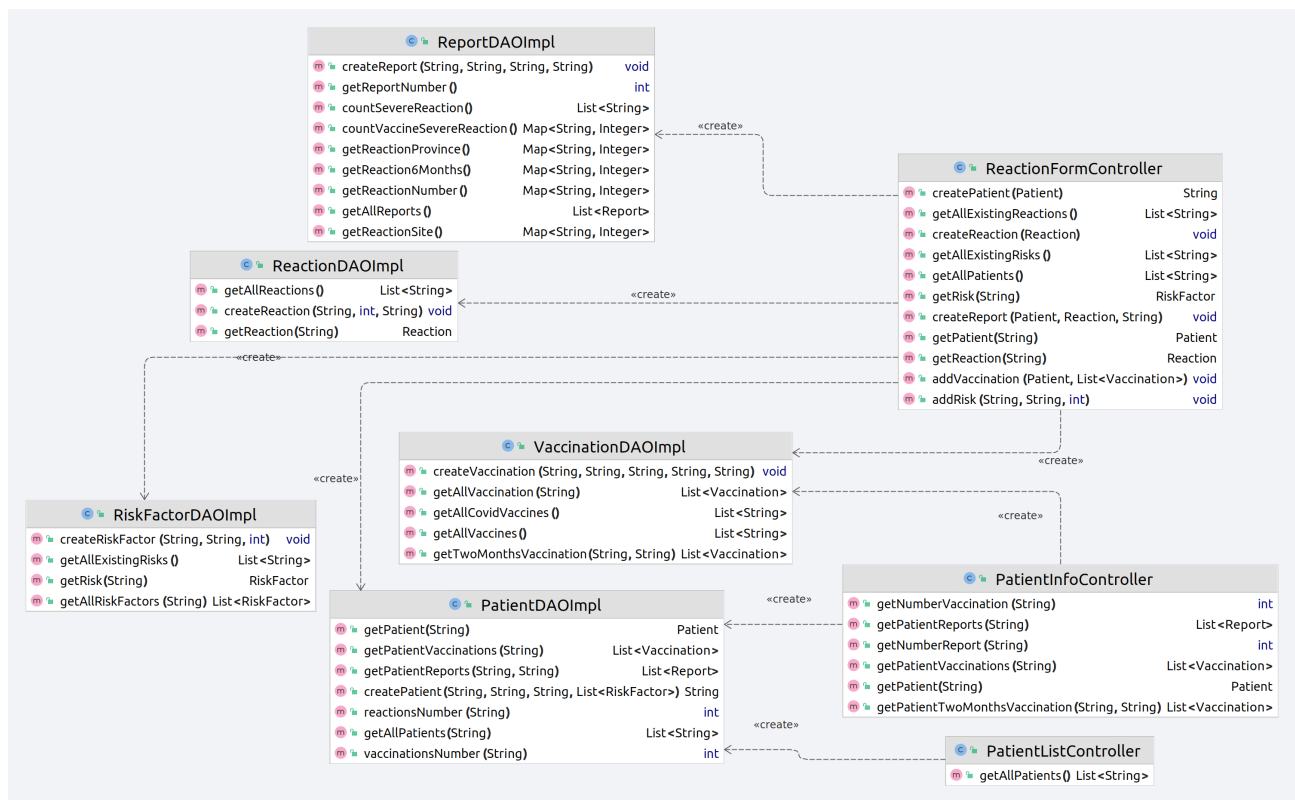 ReportDAOImpl
createReport(String, String, String, String) void
getReportNumber() int
countSevereReaction() List<String>
countVaccineSevereReaction() Map<String, Integer>
getReactionProvince() Map<String, Integer>
getReaction6Months() Map<String, Integer>
getReactionNumber() Map<String, Integer>
getAllReports() List<Report>
getReactionSite() Map<String, Integer>
«create»
ReactionFormController
createPatient(Patient) String
getAllExistingReactions() List<String>
createReaction(Reaction) void
getAllExistingRisks() List<String>
getAllPatients() List<String>
getRisk(String) RiskFactor
createReport(Patient, Reaction, String) void
getPatient(String) Patient
getReaction(String) Reaction
addVaccination(Patient, List<Vaccination>) void
addRisk(String, String, int) void
ReactionDAOImpl
getAllReactions() List<String>
createReaction(String, int, String) void
getReaction(String) Reaction
«create»
«create»
VaccinationDAOImpl
createVaccination(String, String, String, String, String) void
getAllVaccination(String) List<Vaccination>
getAllCovidVaccines() List<String>
getAllVaccines() List<String>
getTwoMonthsVaccination(String, String) List<Vaccination>
«create»
«create»
«create»
RiskFactorDAOImpl
createRiskFactor(String, String, int) void
getAllExistingRisks() List<String>
getRisk(String) RiskFactor
getAllRiskFactors(String) List<RiskFactor>
PatientDAOImpl
getPatient(String) Patient
getPatientVaccinations(String) List<Vaccination>
getPatientReports(String, String) List<Report>
createPatient(String, String, String, List<RiskFactor>) String
reactionsNumber(String) int
getAllPatients(String) List<String>
vaccinationsNumber(String) int
«create»
PatientInfoController
getNumberVaccination(String) int
getPatientReports(String) List<Report>
getNumberReport(String) int
getPatientVaccinations(String) List<Vaccination>
getPatient(String) Patient
getPatientTwoMonthsVaccination(String, String) List<Vaccination>
«create»
PatientListController
getAllPatients() List<String>